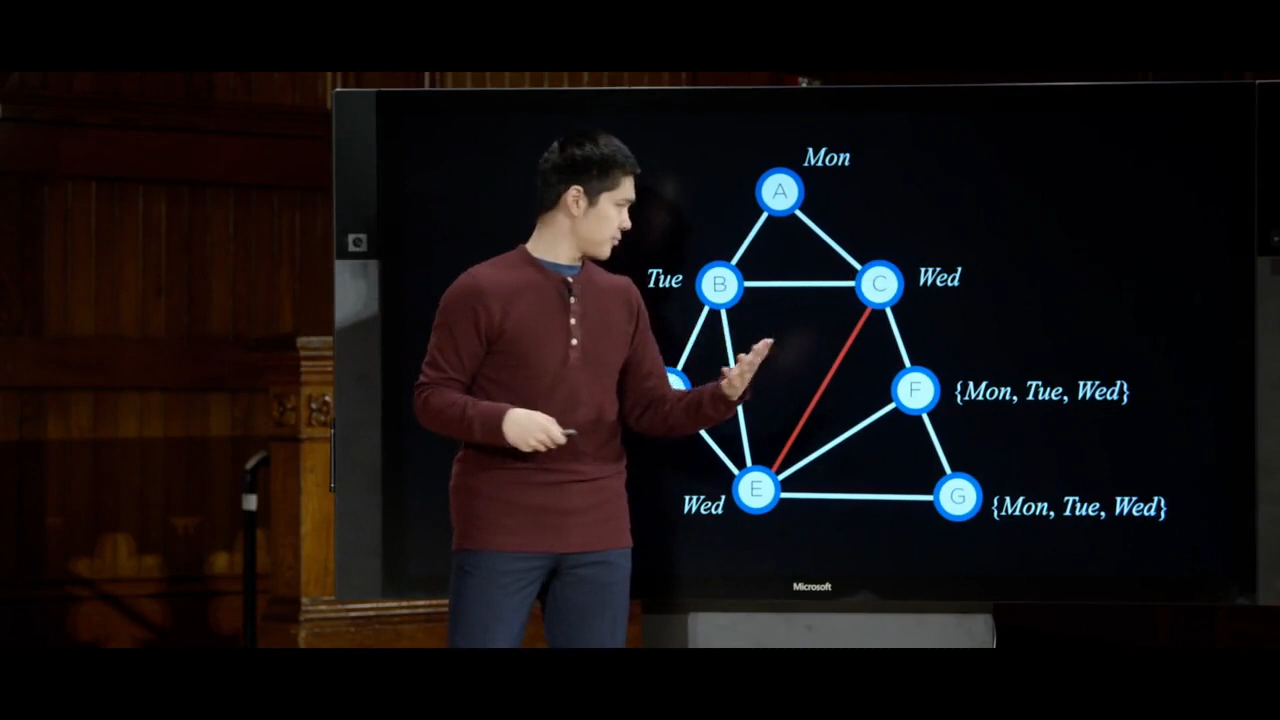 Mon
A
Tue
B
C
Wed
F
{Mon, Tue, Wed}
Wed
E
G
{Mon, Tue, Wed}
Microsoft